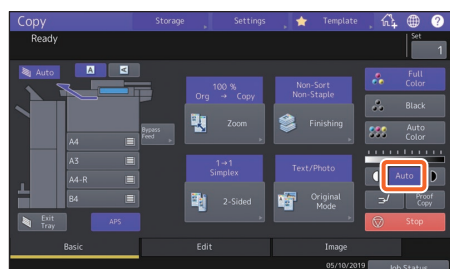 Copy
Storage
Settings
Template
?
Ready
Set
1
Auto
A
A
100 %
Org → Copy
Zoom
Non-Sort
Non-Staple
Finishing
Full
Color
Black
Auto
Color
Bypass
Feed
A4
A3
A4-R
B4
1→1
Simplex
2-Sided
Text/Photo
Original
Mode
Auto
Proof
Copy
Exit
Tray
APS
Stop
Basic
Edit
Image
05/10/2019
Job Status